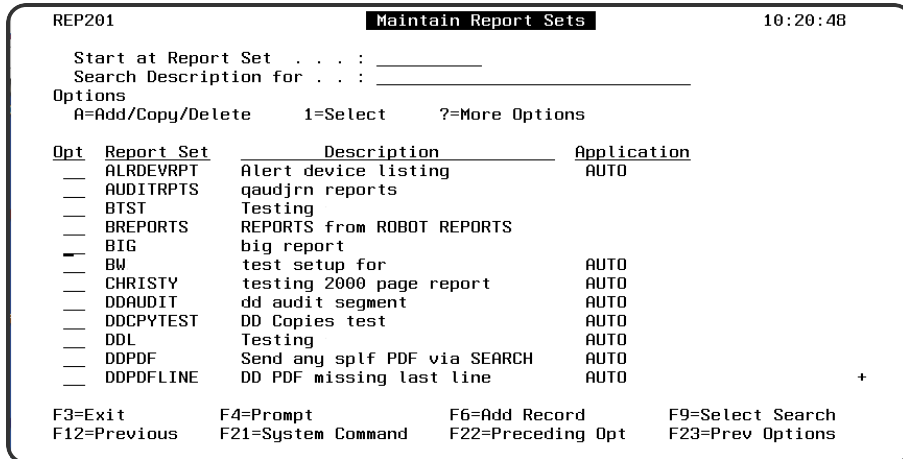 REP201 Maintain Report Sets 10:20:48
Start at Report Set . . . :
Search Description for . . :
Options
A=Add/Copy/Delete 1=Select ?=More Options
Opt Report Set Description Application
ALRDEVRPT Alert device listing AUTO
AUDITRPTS qaudjrn reports
BTST Testing
BREPORTS REPORTS from ROBOT REPORTS
BIG big report
BW test setup for AUTO
CHRISTY testing 2000 page report AUTO
DDAUDIT dd audit segment AUTO
DDCPYTEST DD Copies test AUTO
DDL Testing AUTO
DDPDF Send any splf PDF via SEARCH AUTO
DDPDFLINE DD PDF missing last line AUTO +
F3=Exit F4=Prompt F6=Add Record F9=Select Search
F12=Previous F21=System Command F22=Preceding Opt F23=Prev Options